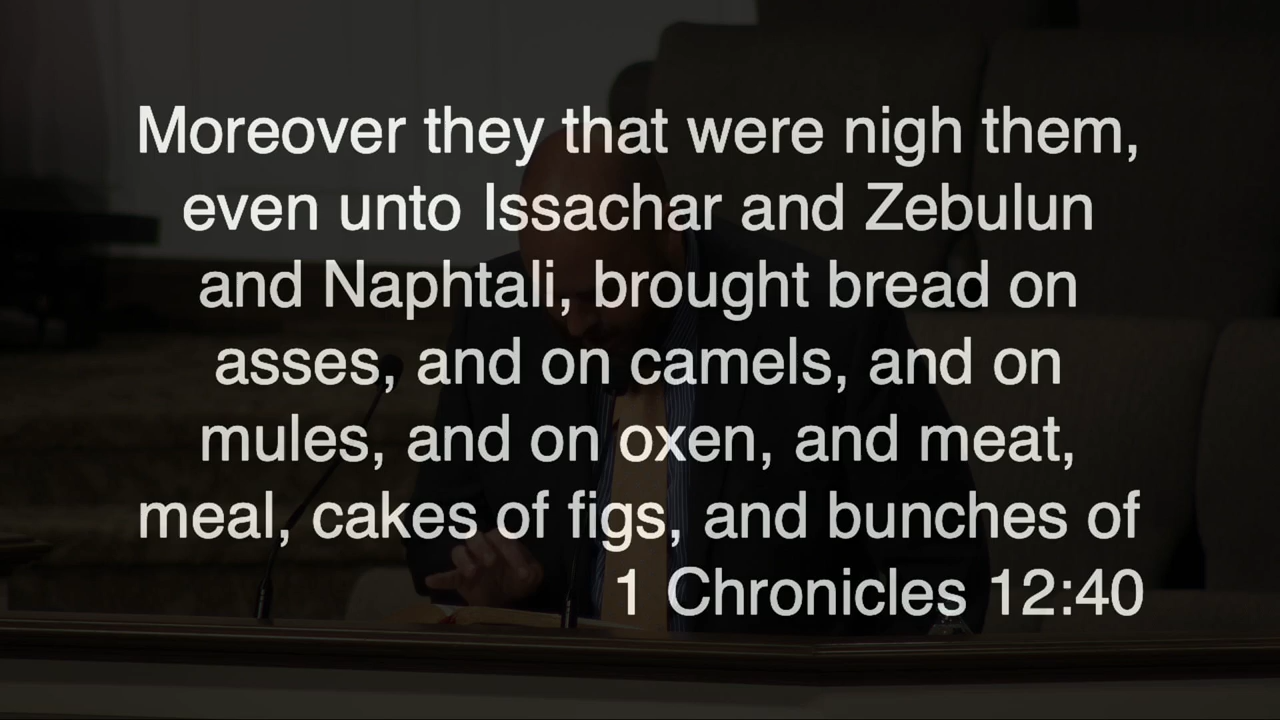 Moreover they that were nigh them,
even unto Issachar and Zebulun
and Naphtali, brought bread on
asses, and on camels, and on
mules, and on oxen, and meat,
meal, cakes of figs, and bunches of
1 Chronicles 12:40